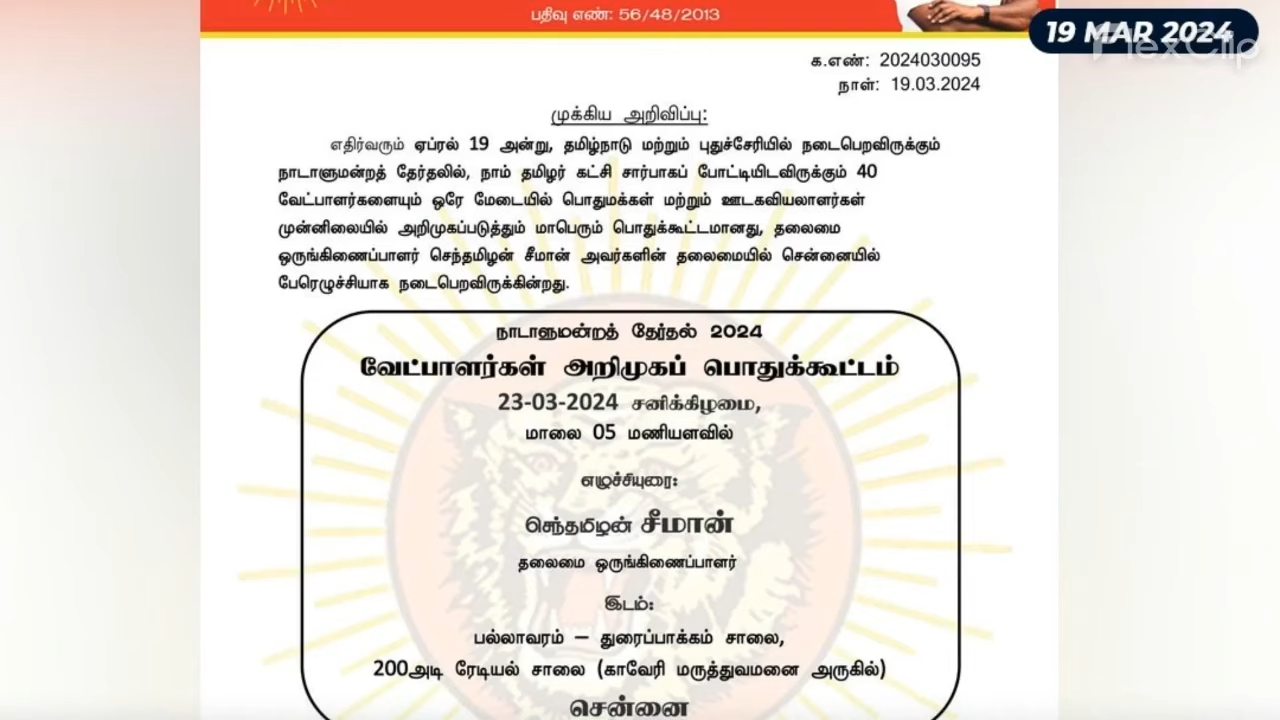 பதிவு எண்: 56/48/2013
19 MAR 2024
FlexClip
க.எண்: 2024030095
நாள்: 19.03.2024
முக்கிய அறிவிப்பு:
எதிர்வரும் ஏப்ரல் 19 அன்று, தமிழ்நாடு மற்றும் புதுச்சேரியில் நடைபெறவிருக்கும்
நாடாளுமன்றத் தேர்தலில், நாம் தமிழர் கட்சி சார்பாகப் போட்டியிடவிருக்கும் 40
வேட்பாளர்களையும் ஒரே மேடையில் பொதுமக்கள் மற்றும் ஊடகவியலாளர்கள்
முன்னிலையில் அறிமுகப்படுத்தும் மாபெரும் பொதுக்கூட்டமானது, தலைமை
ஒருங்கிணைப்பாளர் செந்தமிழன் சீமான் அவர்களின் தலைமையில் சென்னையில்
பேரெழுச்சியாக நடைபெறவிருக்கின்றது.
நாடாளுமன்றத் தேர்தல் 2024
வேட்பாளர்கள் அறிமுகப் பொதுக்கூட்டம்
23-03-2024 சனிக்கிழமை,
மாலை 05 மணியளவில்
எழுச்சியுரை:
செந்தமிழன் சீமான்
தலைமை ஒருங்கிணைப்பாளர்
இடம்:
பல்லாவரம் – துரைப்பாக்கம் சாலை,
200அடி ரேடியல் சாலை (காவேரி மருத்துவமனை அருகில்)
சென்னை